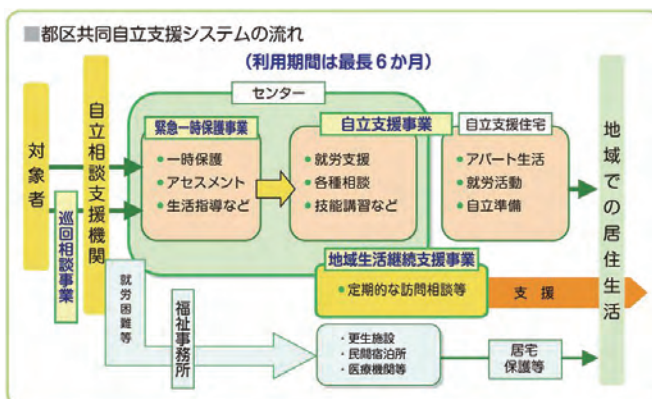 ■都区共同自立支援システムの流れ
(利用期間は最長6か月)
センター
対象者
巡回相談事業
自立相談支援機関
緊急一時保護事業
●一時保護
●アセスメント
●生活指導など
自立支援事業
●就労支援
●各種相談
●技能講習など
自立支援住宅
●アパート生活
●就労活動
●自立準備
地域生活継続支援事業
●定期的な訪問相談等
支援
就労困難等
福祉事務所
・更生施設
・民間宿泊所
・医療機関等
居宅
保護等
地域での居住生活